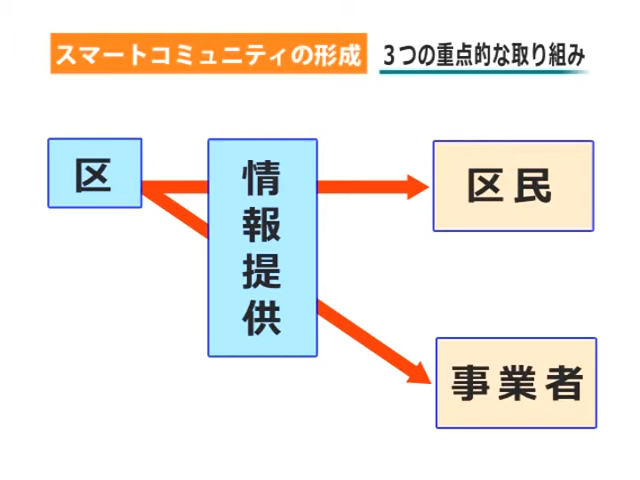 スマートコミュニティの形成 3つの重点的な取り組み
区
情報提供
区民
事業者